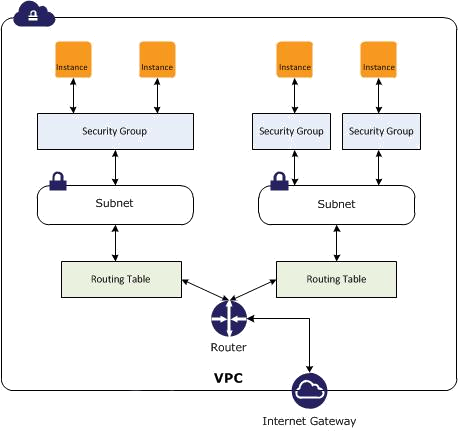 Instance
Instance
Instance
Instance
Security Group
Security Group
Security Group
Subnet
Subnet
Routing Table
Routing Table
Router
VPC
Internet Gateway